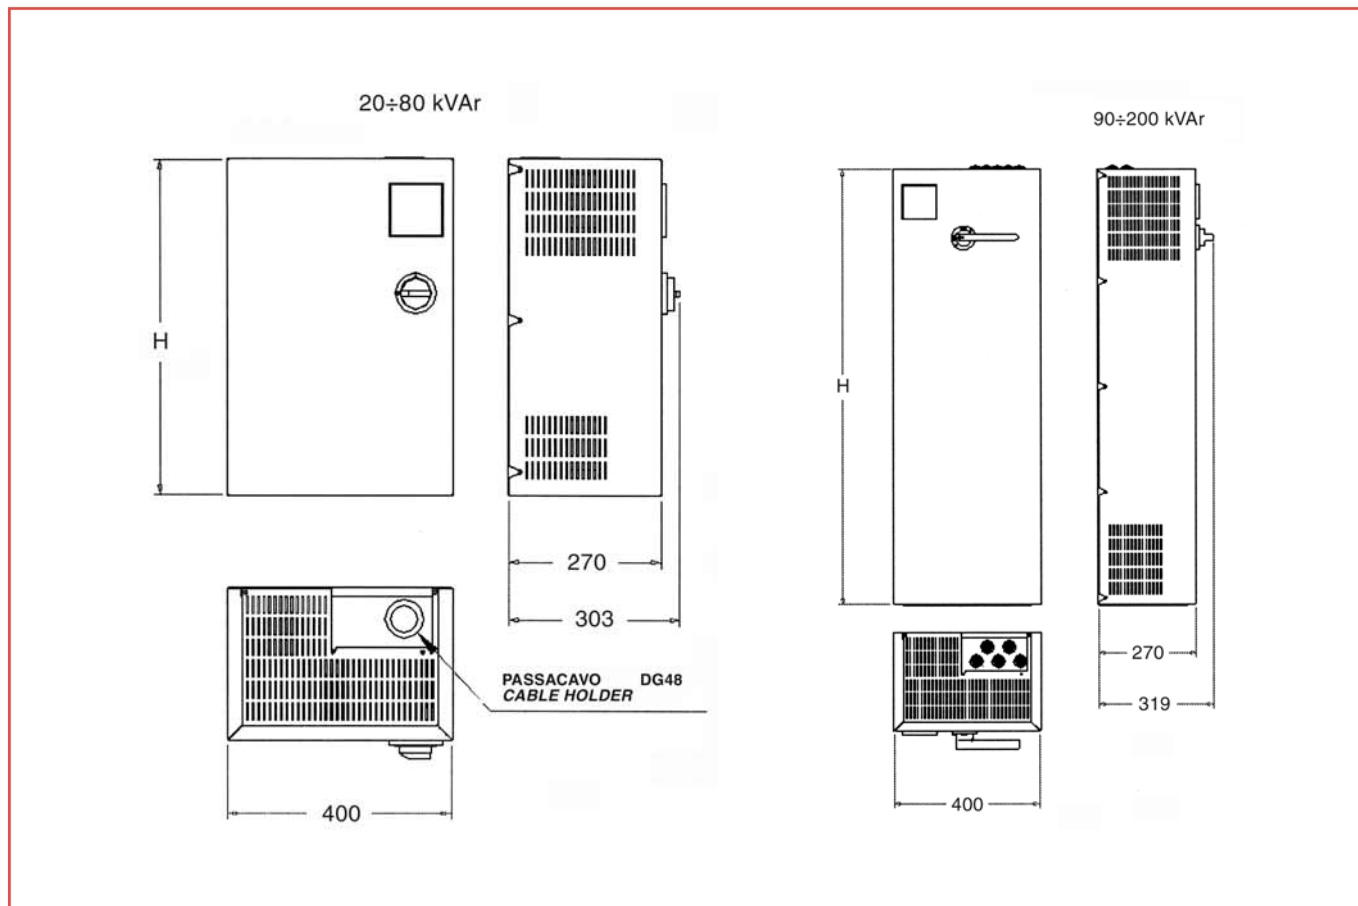 20÷80 kVAr
H
270
303
PASSACAVO DG48
CABLE HOLDER
400
90÷200 kVAr
H
270
319
400